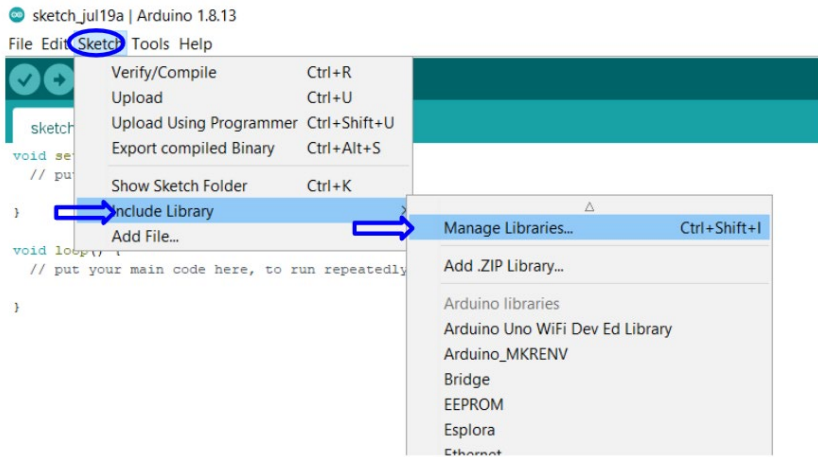 sketch_jul19a | Arduino 1.8.13
File Edit Sketch Tools Help
Verify/Compile Ctrl+R
Upload Ctrl+U
Upload Using Programmer Ctrl+Shift+U
Export compiled Binary Ctrl+Alt+S
Show Sketch Folder Ctrl+K
Include Library
Add File...
Manage Libraries... Ctrl+Shift+I
Add .ZIP Library...
Arduino libraries
Arduino Uno WiFi Dev Ed Library
Arduino_MKRENV
Bridge
EEPROM
Esplora
Ethernet
sketch
void se
// pu
}
void loop() {
// put your main code here, to run repeatedly
}